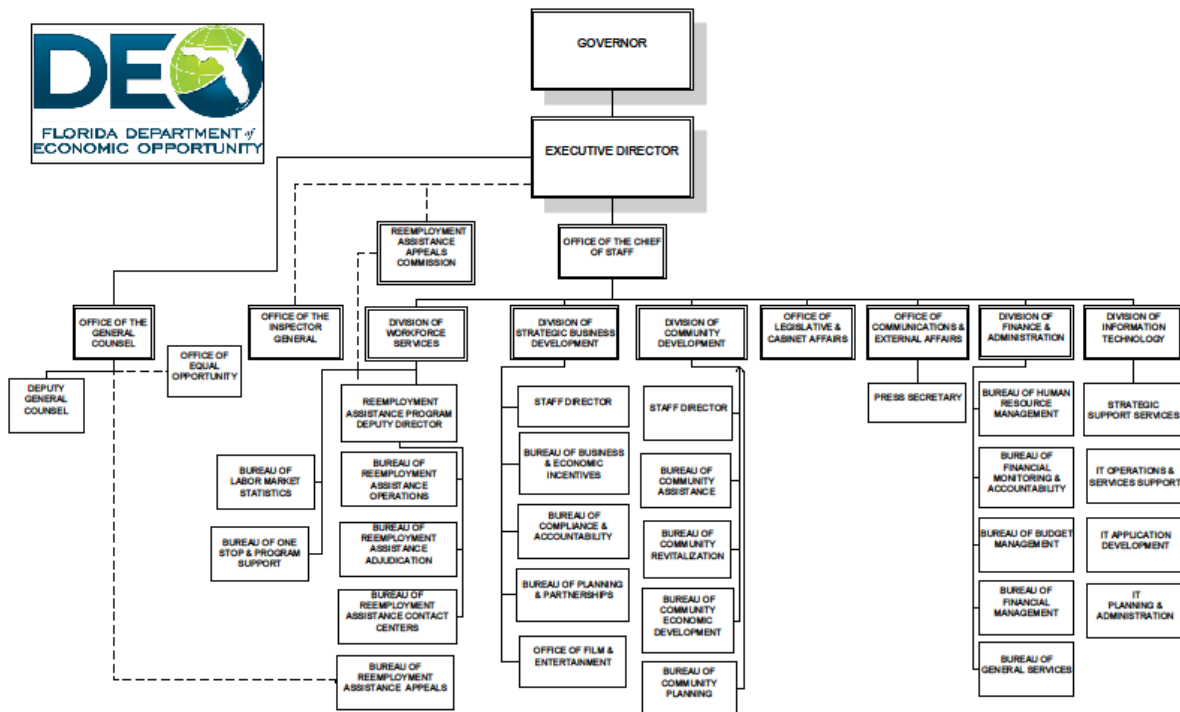 DEO
FLORIDA DEPARTMENT of
ECONOMIC OPPORTUNITY
GOVERNOR
EXECUTIVE DIRECTOR
REEMPLOYMENT
ASSISTANCE
APPEALS
COMMISSION
OFFICE OF THE CHIEF
OF STAFF
OFFICE OF THE
GENERAL
COUNSEL
OFFICE OF THE
INSPECTOR
GENERAL
DIVISION OF
WORKFORCE
SERVICES
DIVISION OF
STRATEGIC BUSINESS
DEVELOPMENT
DIVISION OF
COMMUNITY
DEVELOPMENT
OFFICE OF
LEGISLATIVE &
CABINET AFFAIRS
OFFICE OF
COMMUNICATIONS &
EXTERNAL AFFAIRS
DIVISION OF
FINANCE &
ADMINISTRATION
DIVISION OF
INFORMATION
TECHNOLOGY
OFFICE OF
EQUAL
OPPORTUNITY
DEPUTY
GENERAL
COUNSEL
REEMPLOYMENT
ASSISTANCE PROGRAM
DEPUTY DIRECTOR
BUREAU OF
LABOR MARKET
STATISTICS
BUREAU OF ONE
STOP & PROGRAM
SUPPORT
BUREAU OF
REEMPLOYMENT
ASSISTANCE
OPERATIONS
BUREAU OF
REEMPLOYMENT
ASSISTANCE
ADJUDICATION
BUREAU OF
REEMPLOYMENT
ASSISTANCE CONTACT
CENTERS
BUREAU OF
REEMPLOYMENT
ASSISTANCE APPEALS
STAFF DIRECTOR
BUREAU OF BUSINESS
& ECONOMIC
INCENTIVES
BUREAU OF
COMPLIANCE &
ACCOUNTABILITY
BUREAU OF PLANNING
& PARTNERSHIPS
OFFICE OF FILM &
ENTERTAINMENT
STAFF DIRECTOR
BUREAU OF
COMMUNITY
ASSISTANCE
BUREAU OF
COMMUNITY
REVITALIZATION
BUREAU OF
COMMUNITY
ECONOMIC
DEVELOPMENT
BUREAU OF
COMMUNITY
PLANNING
PRESS SECRETARY
BUREAU OF HUMAN
RESOURCE
MANAGEMENT
BUREAU OF
FINANCIAL
MONITORING &
ACCOUNTABILITY
BUREAU OF BUDGET
MANAGEMENT
BUREAU OF
FINANCIAL
MANAGEMENT
BUREAU OF
GENERAL SERVICES
STRATEGIC
SUPPORT SERVICES
IT OPERATIONS &
SERVICES SUPPORT
IT APPLICATION
DEVELOPMENT
IT
PLANNING &
ADMINISTRATION